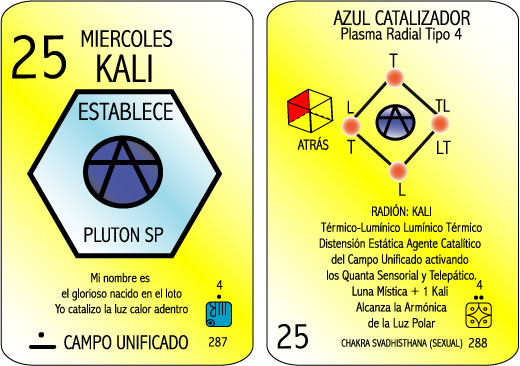 25
MIERCOLES
KALI
ESTABLECE
PLUTON SP
Mi nombre es
el glorioso nacido en el loto
Yo catalizo la luz calor adentro
4
CAMPO UNIFICADO
287
AZUL CATALIZADOR
Plasma Radial Tipo 4
T
L
TL
T
LT
L
ATRÁS
RADIÓN: KALI
Térmico-Lumínico Lumínico Térmico
Distensión Estática Agente Catalítico
del Campo Unificado activando
los Quanta Sensorial y Telepático.
Luna Mística + 1 Kali
Alcanza la Armónica
de la Luz Polar
4
25
CHAKRA SVADHISTHANA (SEXUAL)
288